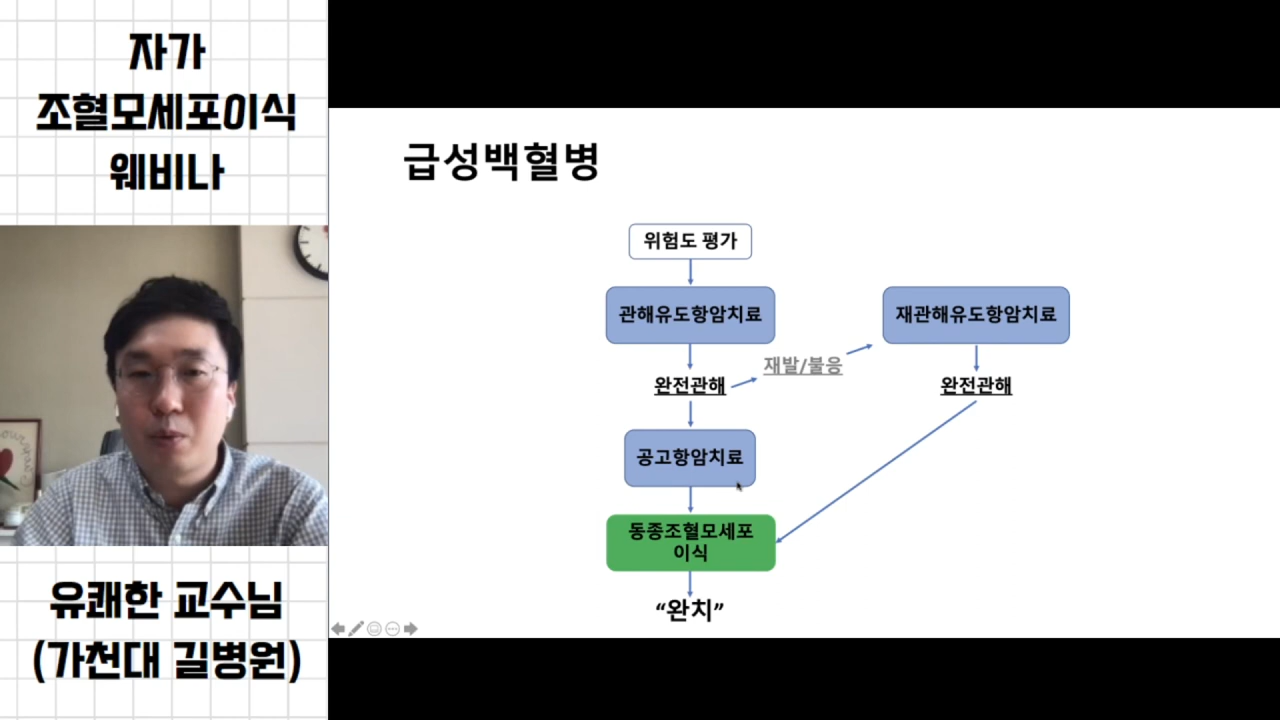 자가
조혈모세포이식
웨비나
유쾌한 교수님
(가천대 길병원)
급성백혈병
위험도 평가
관해유도항암치료
재관해유도항암치료
재발/불응
완전관해
완전관해
공고항암치료
동종조혈모세포
이식
“완치”